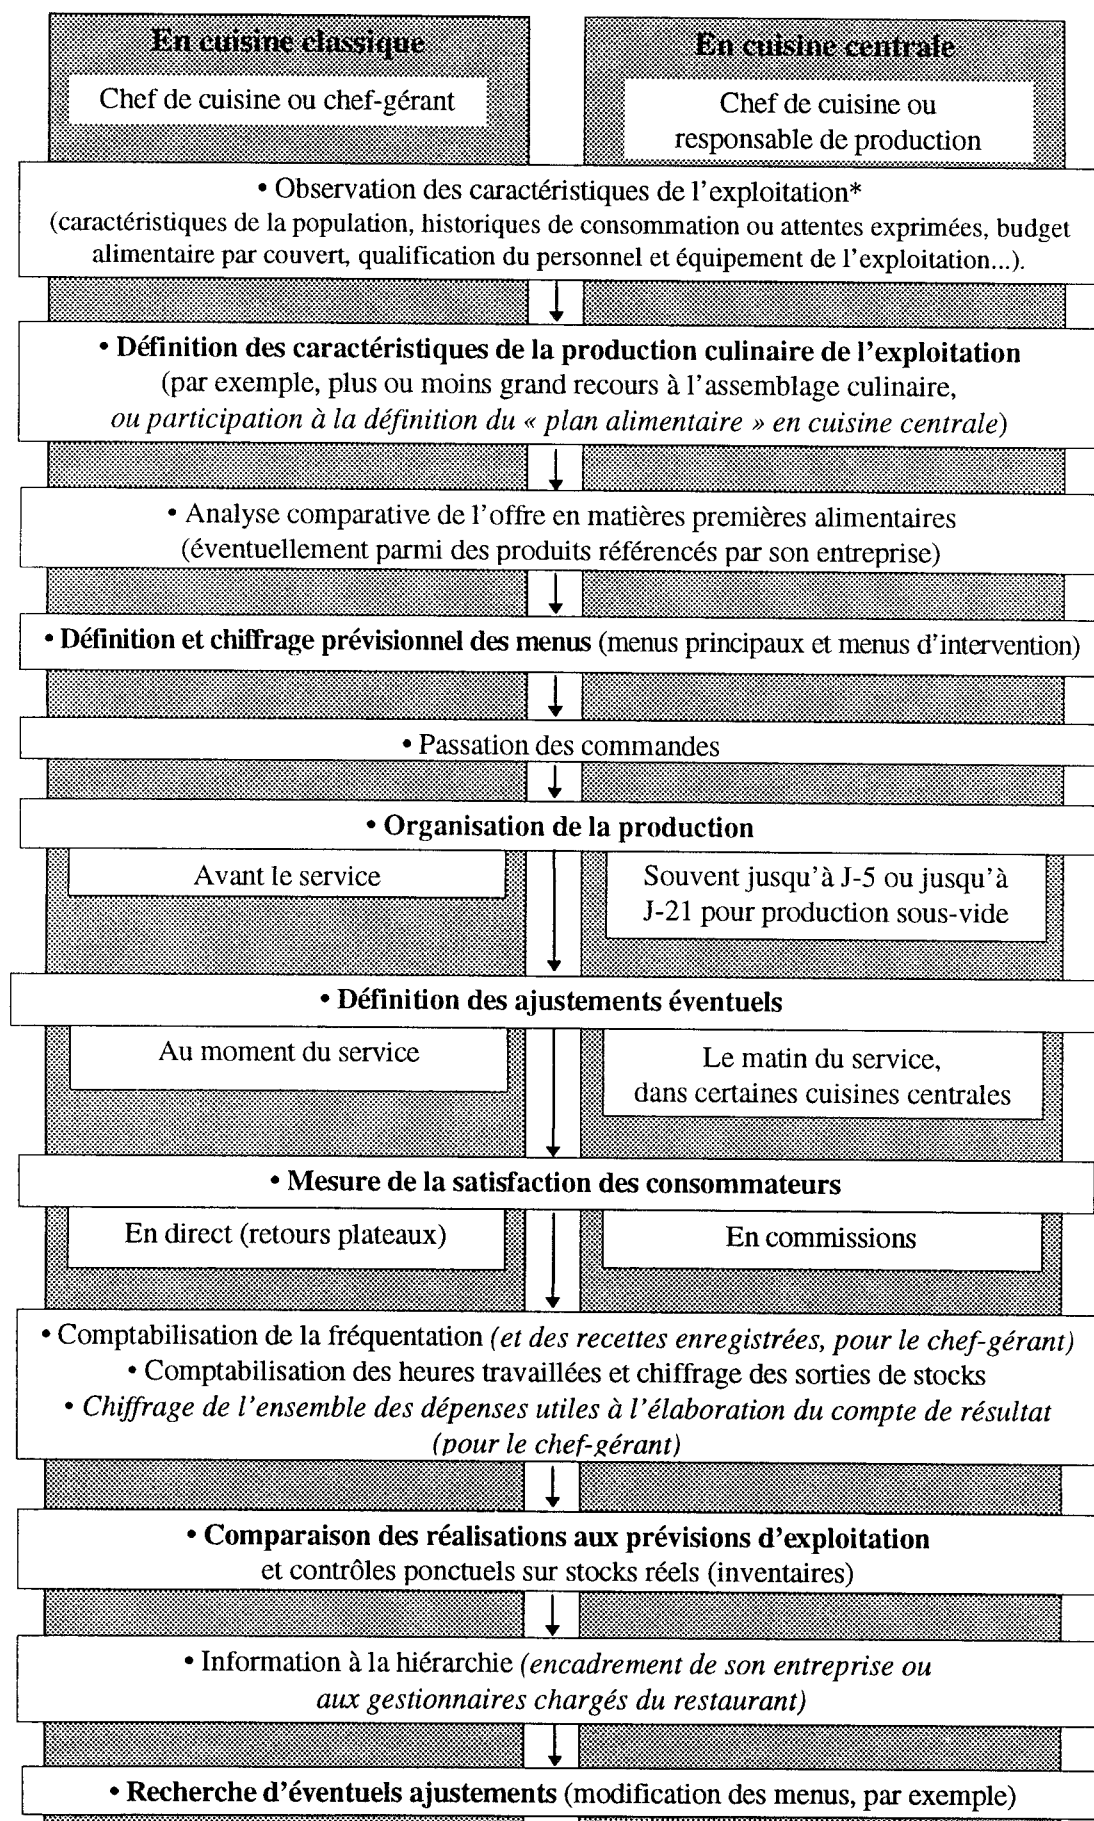 En cuisine classique
En cuisine centrale
Chef de cuisine ou chef-gérant
Chef de cuisine ou
responsable de production
• Observation des caractéristiques de l'exploitation*
(caractéristiques de la population, historiques de consommation ou attentes exprimées, budget
alimentaire par couvert, qualification du personnel et équipement de l'exploitation...).
• Définition des caractéristiques de la production culinaire de l'exploitation
(par exemple, plus ou moins grand recours à l'assemblage culinaire,
ou participation à la définition du « plan alimentaire » en cuisine centrale)
• Analyse comparative de l'offre en matières premières alimentaires
(éventuellement parmi des produits référencés par son entreprise)
• Définition et chiffrage prévisionnel des menus (menus principaux et menus d'intervention)
• Passation des commandes
• Organisation de la production
Avant le service
Souvent jusqu'à J-5 ou jusqu'à
J-21 pour production sous-vide
• Définition des ajustements éventuels
Au moment du service
Le matin du service,
dans certaines cuisines centrales
• Mesure de la satisfaction des consommateurs
En direct (retours plateaux)
En commissions
• Comptabilisation de la fréquentation (et des recettes enregistrées, pour le chef-gérant)
• Comptabilisation des heures travaillées et chiffrage des sorties de stocks
• Chiffrage de l'ensemble des dépenses utiles à l'élaboration du compte de résultat
(pour le chef-gérant)
• Comparaison des réalisations aux prévisions d'exploitation
et contrôles ponctuels sur stocks réels (inventaires)
• Information à la hiérarchie (encadrement de son entreprise ou
aux gestionnaires chargés du restaurant)
• Recherche d'éventuels ajustements (modification des menus, par exemple)